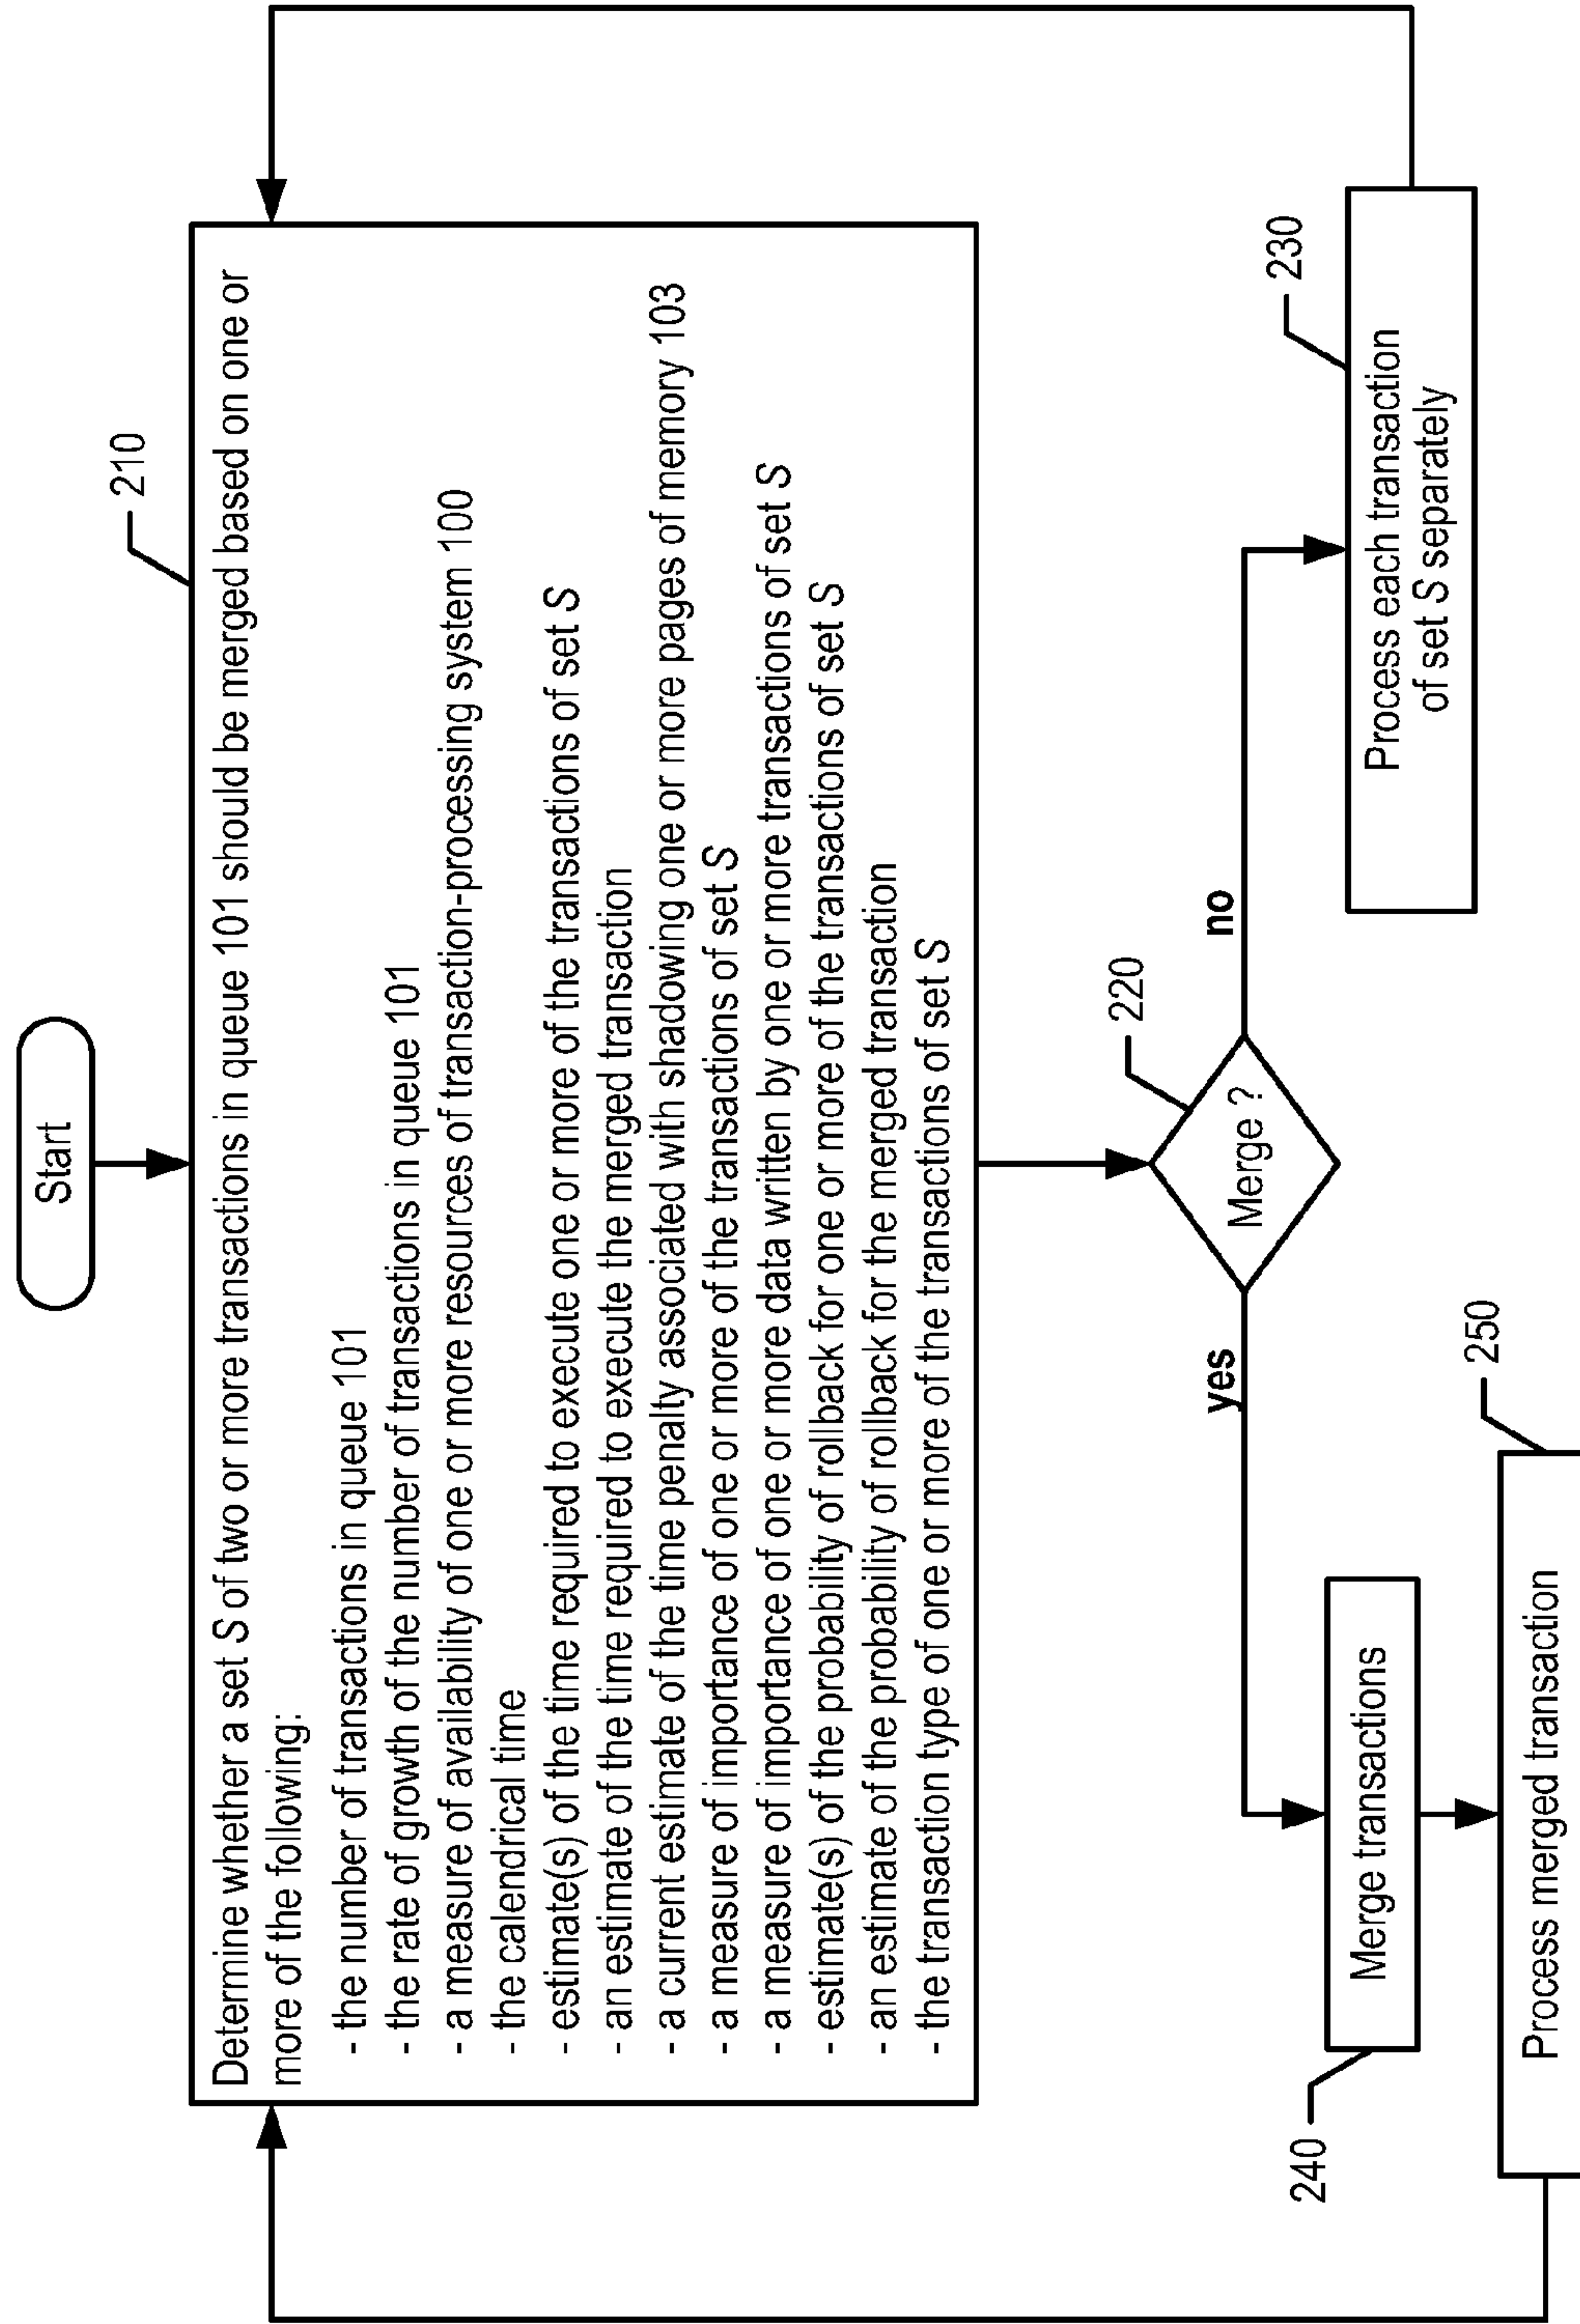 Start
210
Determine whether a set S of two or more transactions in queue 101 should be merged based on one or
more of the following:
- the number of transactions in queue 101
- the rate of growth of the number of transactions in queue 101
- a measure of availability of one or more resources of transaction-processing system 100
- the calendrical time
- estimate(s) of the time required to execute one or more of the transactions of set S
- an estimate of the time required to execute the merged transaction
- a current estimate of the time penalty associated with shadowing one or more pages of memory 103
- a measure of importance of one or more of the transactions of set S
- a measure of importance of one or more data written by one or more transactions of set S
- estimate(s) of the probability of rollback for one or more of the transactions of set S
- an estimate of the probability of rollback for the merged transaction
- the transaction type of one or more of the transactions of set S
220
Merge ?
yes
no
230
Process each transaction
of set S separately
240
Merge transactions
250
Process merged transaction